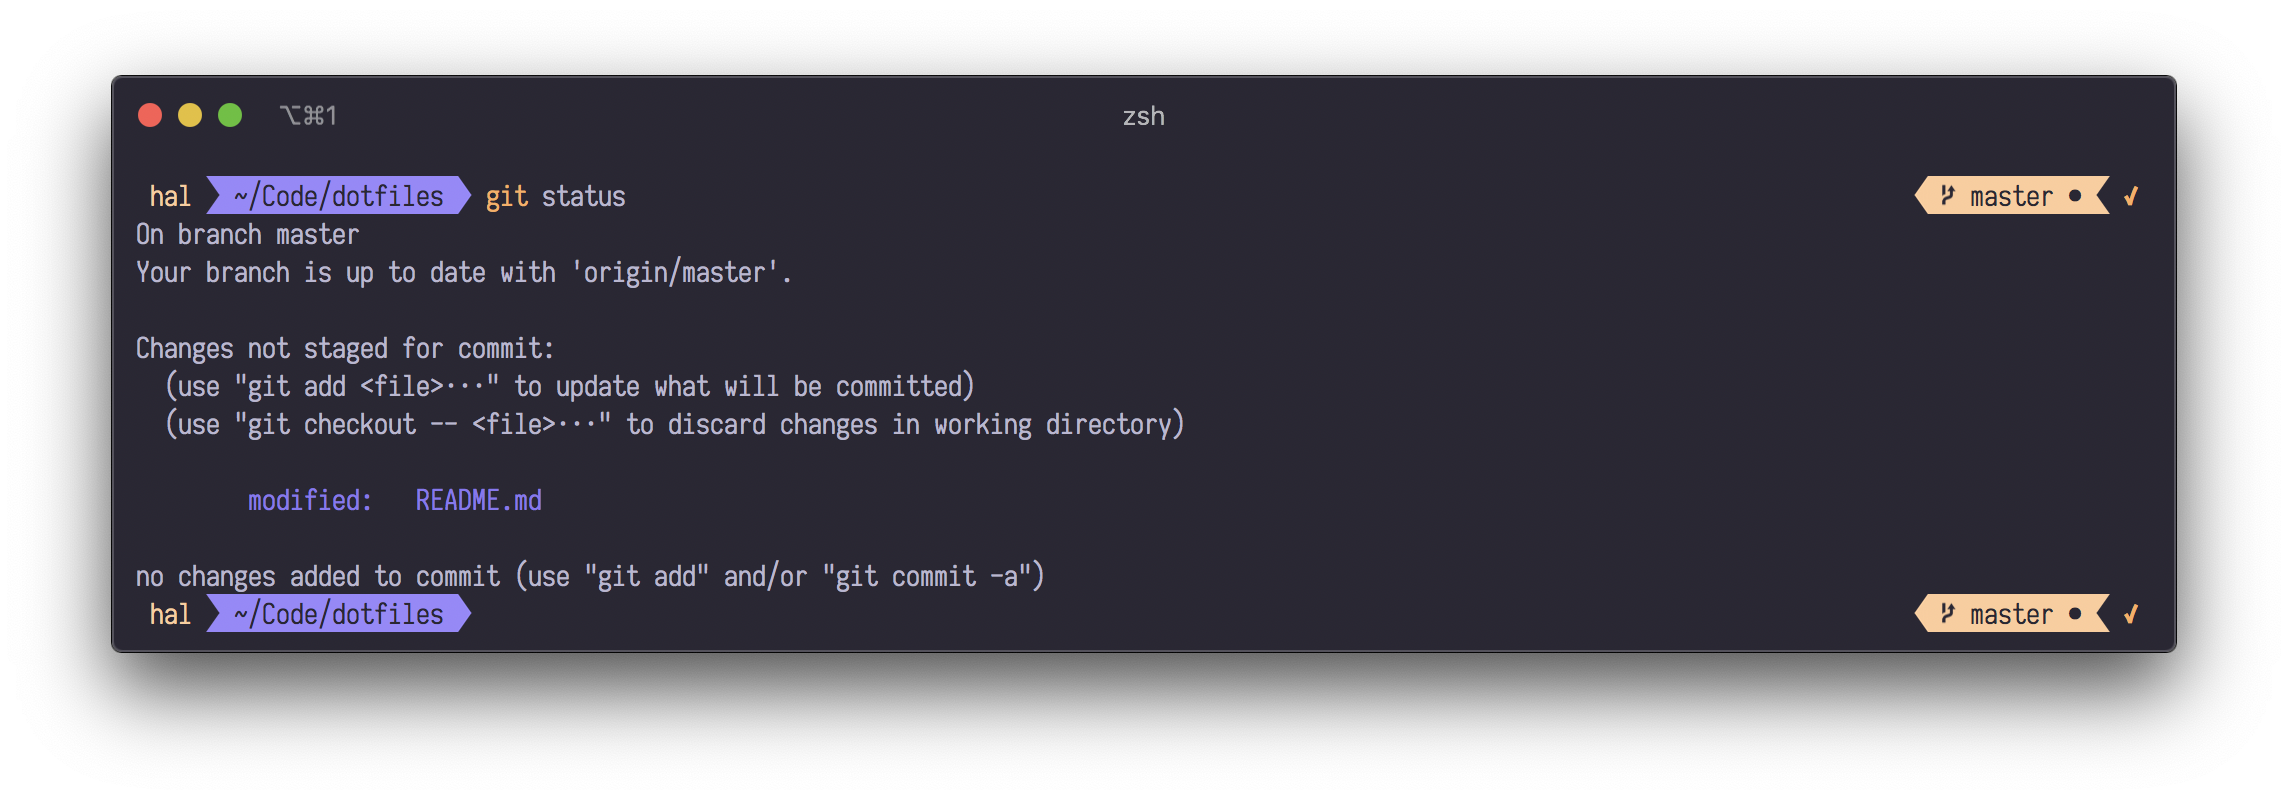 ⌥⌘1 zsh
hal ~/Code/dotfiles git status master ● ✓
On branch master
Your branch is up to date with 'origin/master'.
Changes not staged for commit:
(use "git add <file>..." to update what will be committed)
(use "git checkout -- <file>..." to discard changes in working directory)
modified: README.md
no changes added to commit (use "git add" and/or "git commit -a")
hal ~/Code/dotfiles master ● ✓